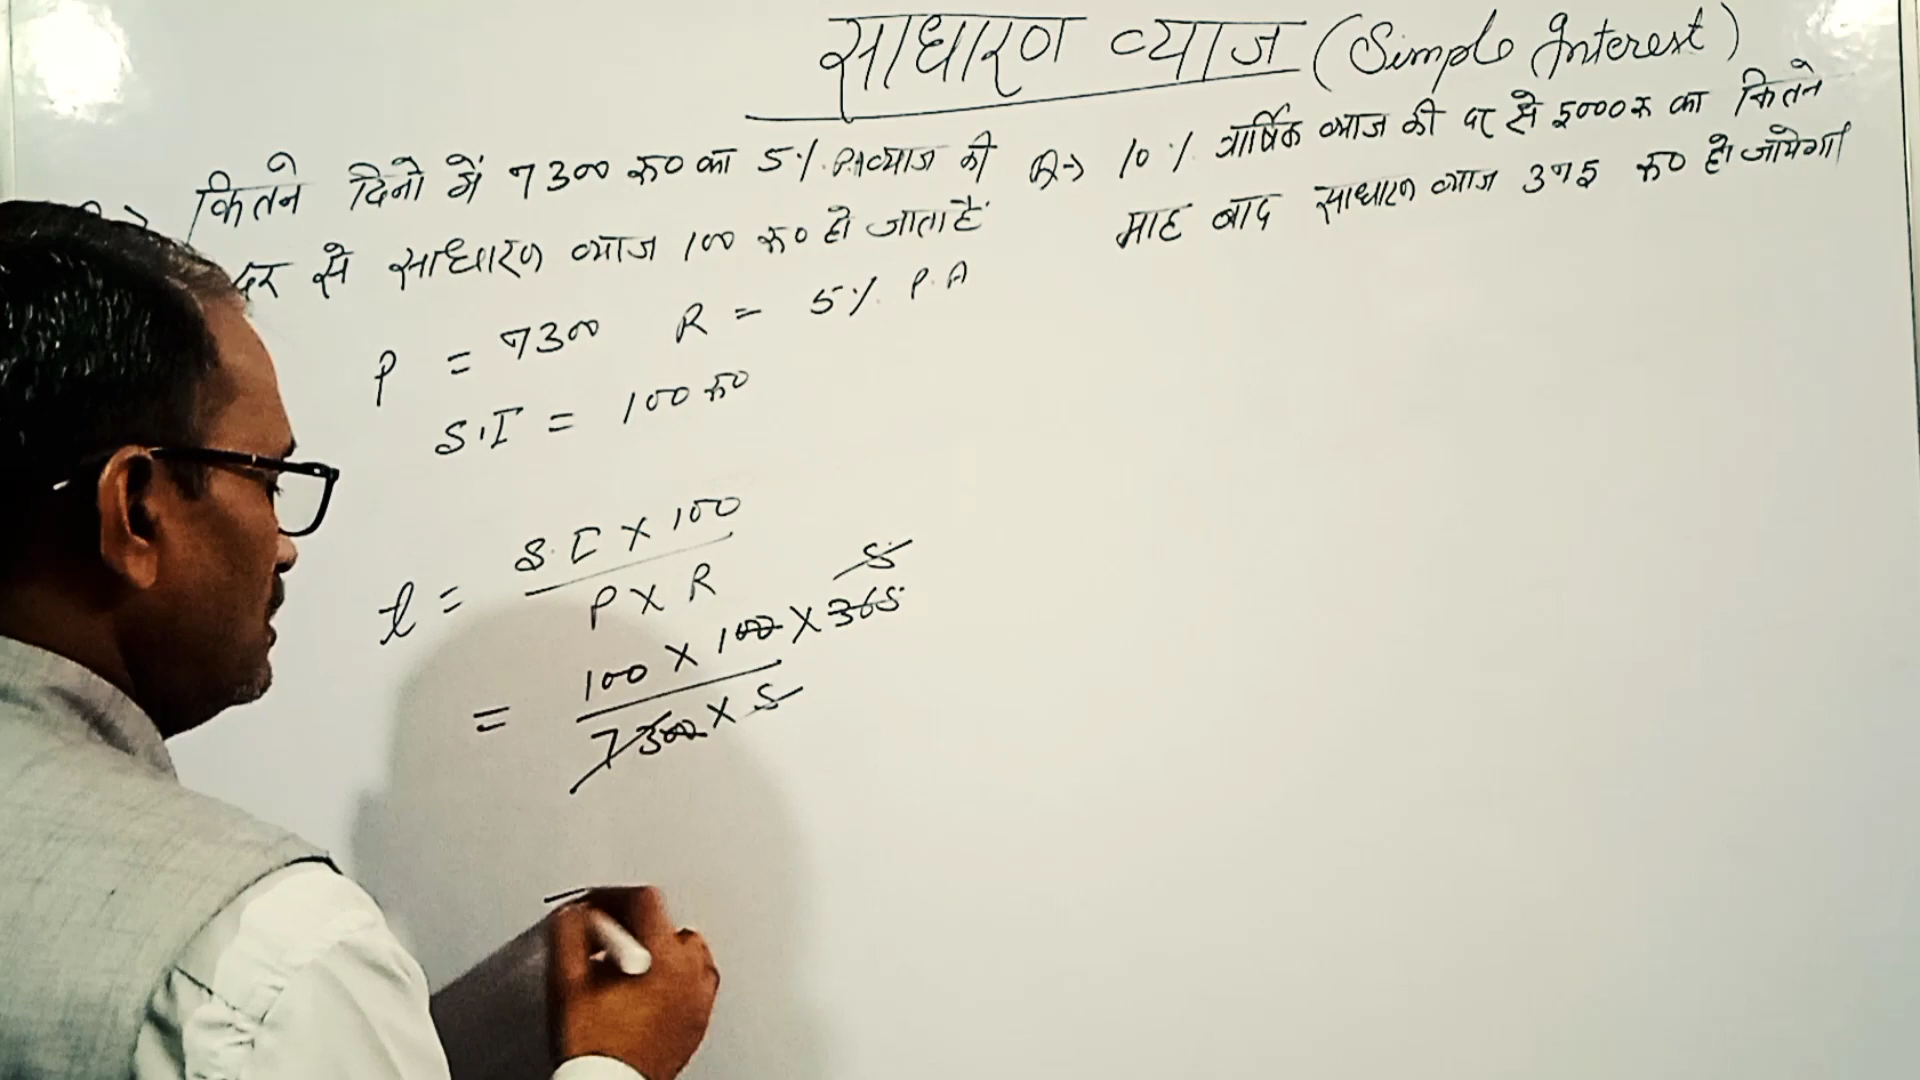 साधारण व्याज (Simple Interest)
कितने दिनो में 7300 रु0 का 5% P.A व्याज की
दर से साधारण व्याज 100 रु0 हो जाता है
P = 7300 R = 5% P.A
S.I = 100 रु0
t = S.I X 100
P X R
5
= 100 X 100 X 365
7300 X 5
=
Q→ 10% वार्षिक व्याज की दर से 5000रु का कितने
माह बाद साधारण व्याज 375 रु0 हो जायेगा